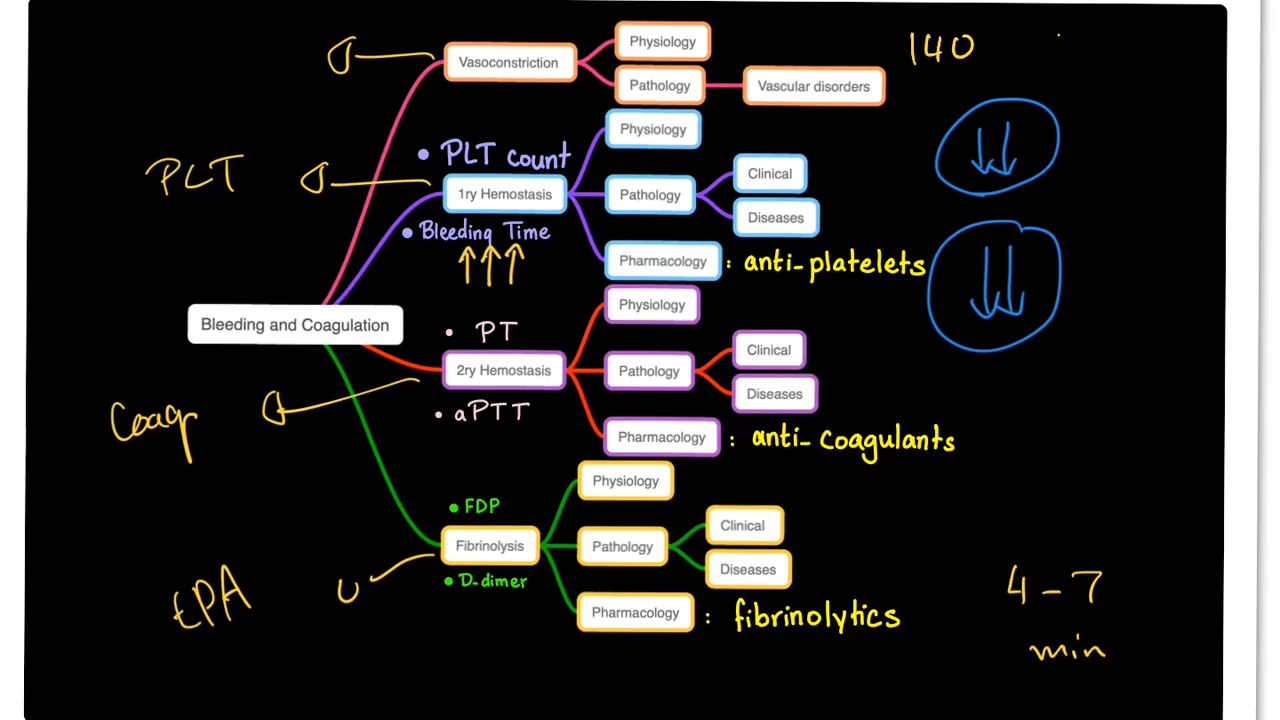 Vasoconstriction
Physiology
Pathology
Vascular disorders
140
PLT
• PLT count
1ry Hemostasis
• Bleeding Time
Physiology
Pathology
Clinical
Diseases
Pharmacology : anti-platelets
Bleeding and Coagulation
Coag
• PT
2ry Hemostasis
• aPTT
Physiology
Pathology
Clinical
Diseases
Pharmacology : anti-coagulants
tPA
• FDP
Fibrinolysis
• D-dimer
Physiology
Pathology
Clinical
Diseases
Pharmacology : fibrinolytics
4-7
min